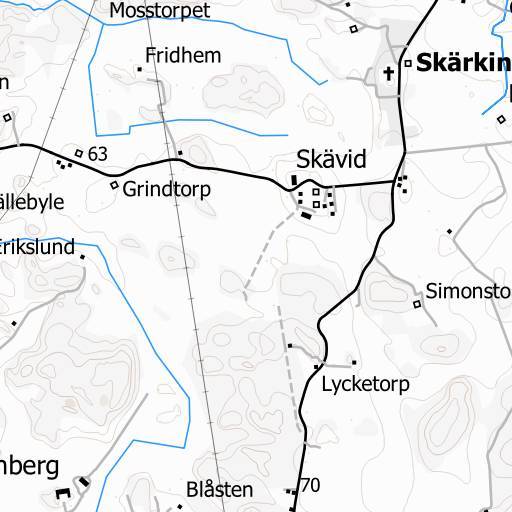 Mosstorpet
Fridhem
Skärkin
n
63
Skävid
Grindtorp
ällebyle
Erikslund
Simonsto
Lycketorp
nberg
Blåsten
70